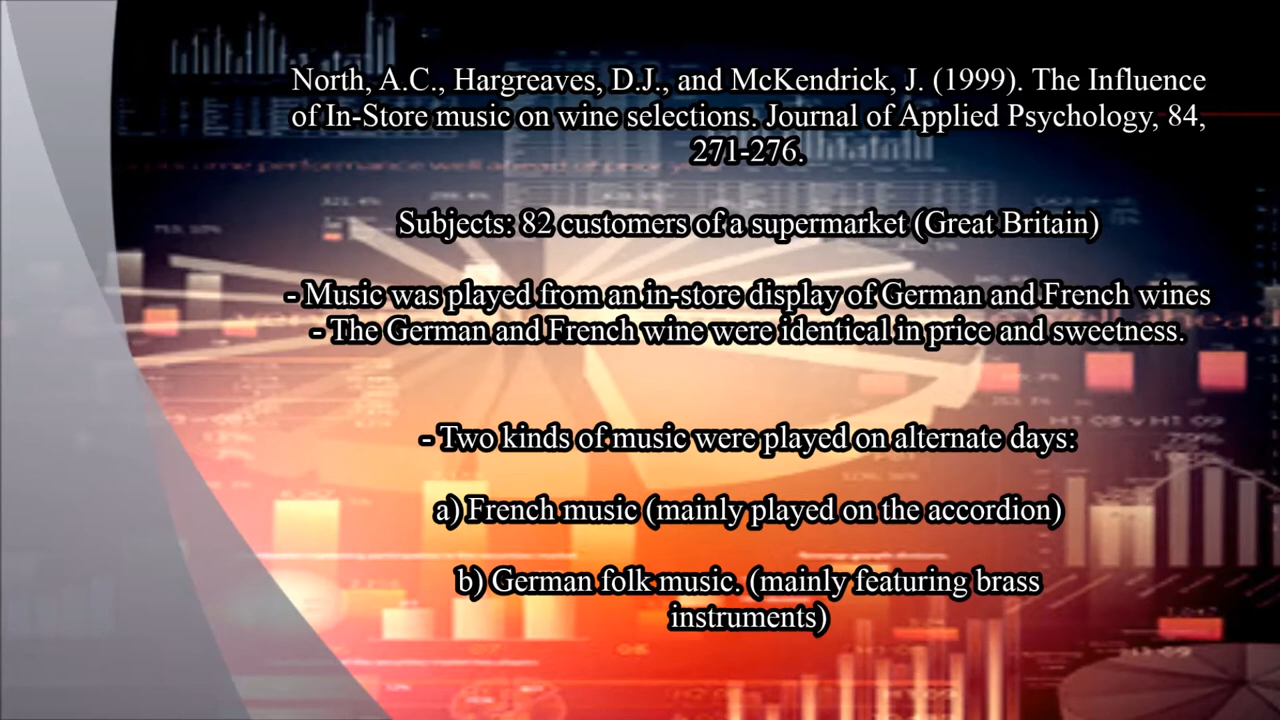 North, A.C., Hargreaves, D.J., and McKendrick, J. (1999). The Influence
of In-Store music on wine selections. Journal of Applied Psychology, 84,
271-276.
Subjects: 82 customers of a supermarket (Great Britain)
- Music was played from an in-store display of German and French wines
- The German and French wine were identical in price and sweetness.
- Two kinds of music were played on alternate days:
a) French music (mainly played on the accordion)
b) German folk music. (mainly featuring brass
instruments)